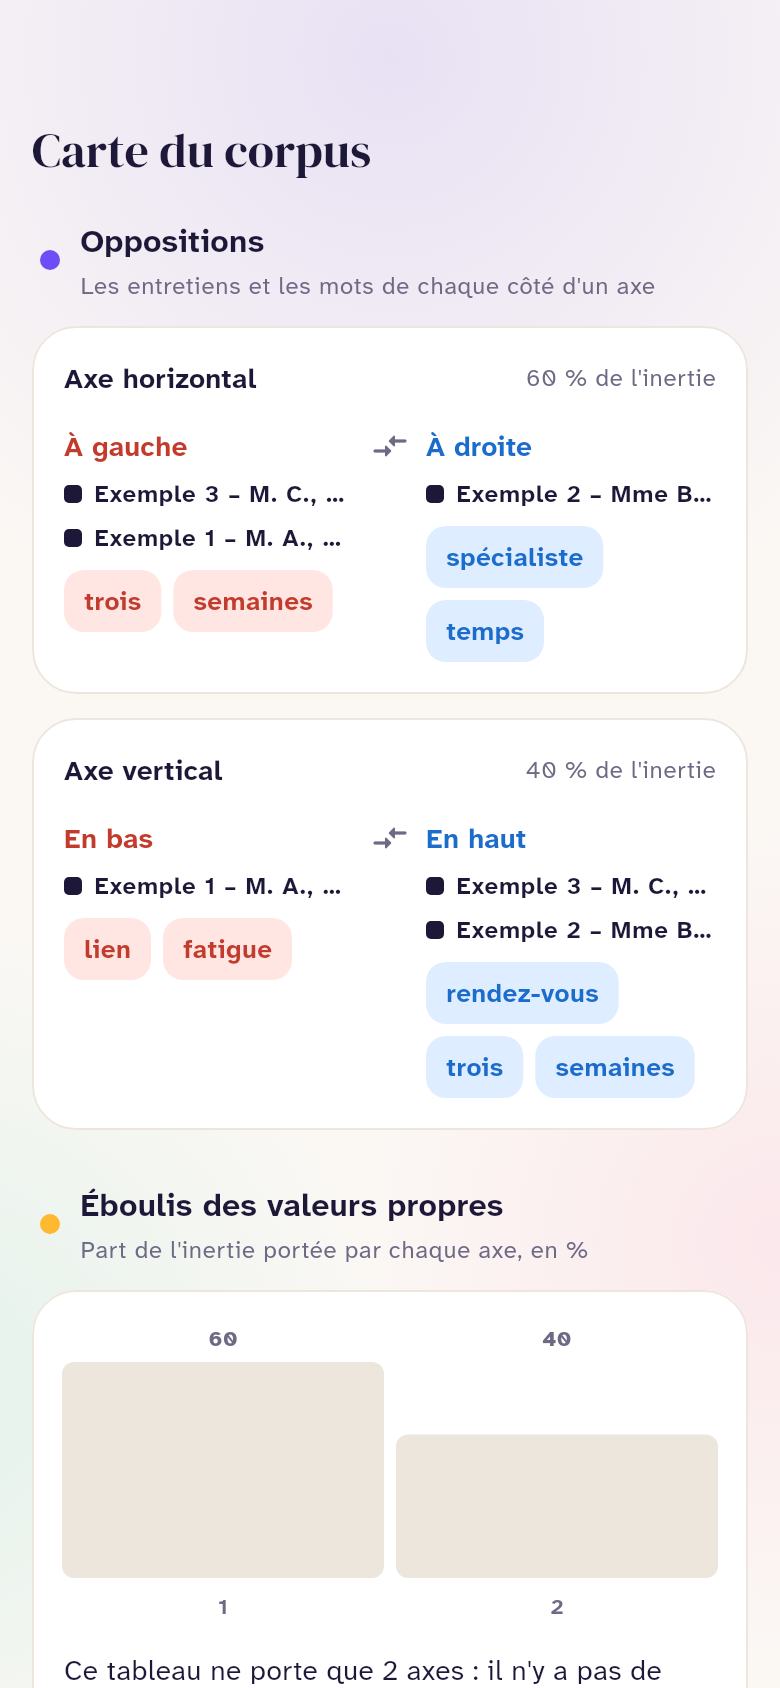 Carte du corpus
Oppositions
Les entretiens et les mots de chaque côté d'un axe
Axe horizontal
60 % de l'inertie
À gauche
Exemple 3 – M. C., ...
Exemple 1 – M. A., ...
trois semaines
À droite
Exemple 2 – Mme B...
spécialiste
temps
Axe vertical
40 % de l'inertie
En bas
Exemple 1 – M. A., ...
lien fatigue
En haut
Exemple 3 – M. C., ...
Exemple 2 – Mme B...
rendez-vous
trois semaines
Éboulis des valeurs propres
Part de l'inertie portée par chaque axe, en %
60 40
1 2
Ce tableau ne porte que 2 axes : il n'y a pas de